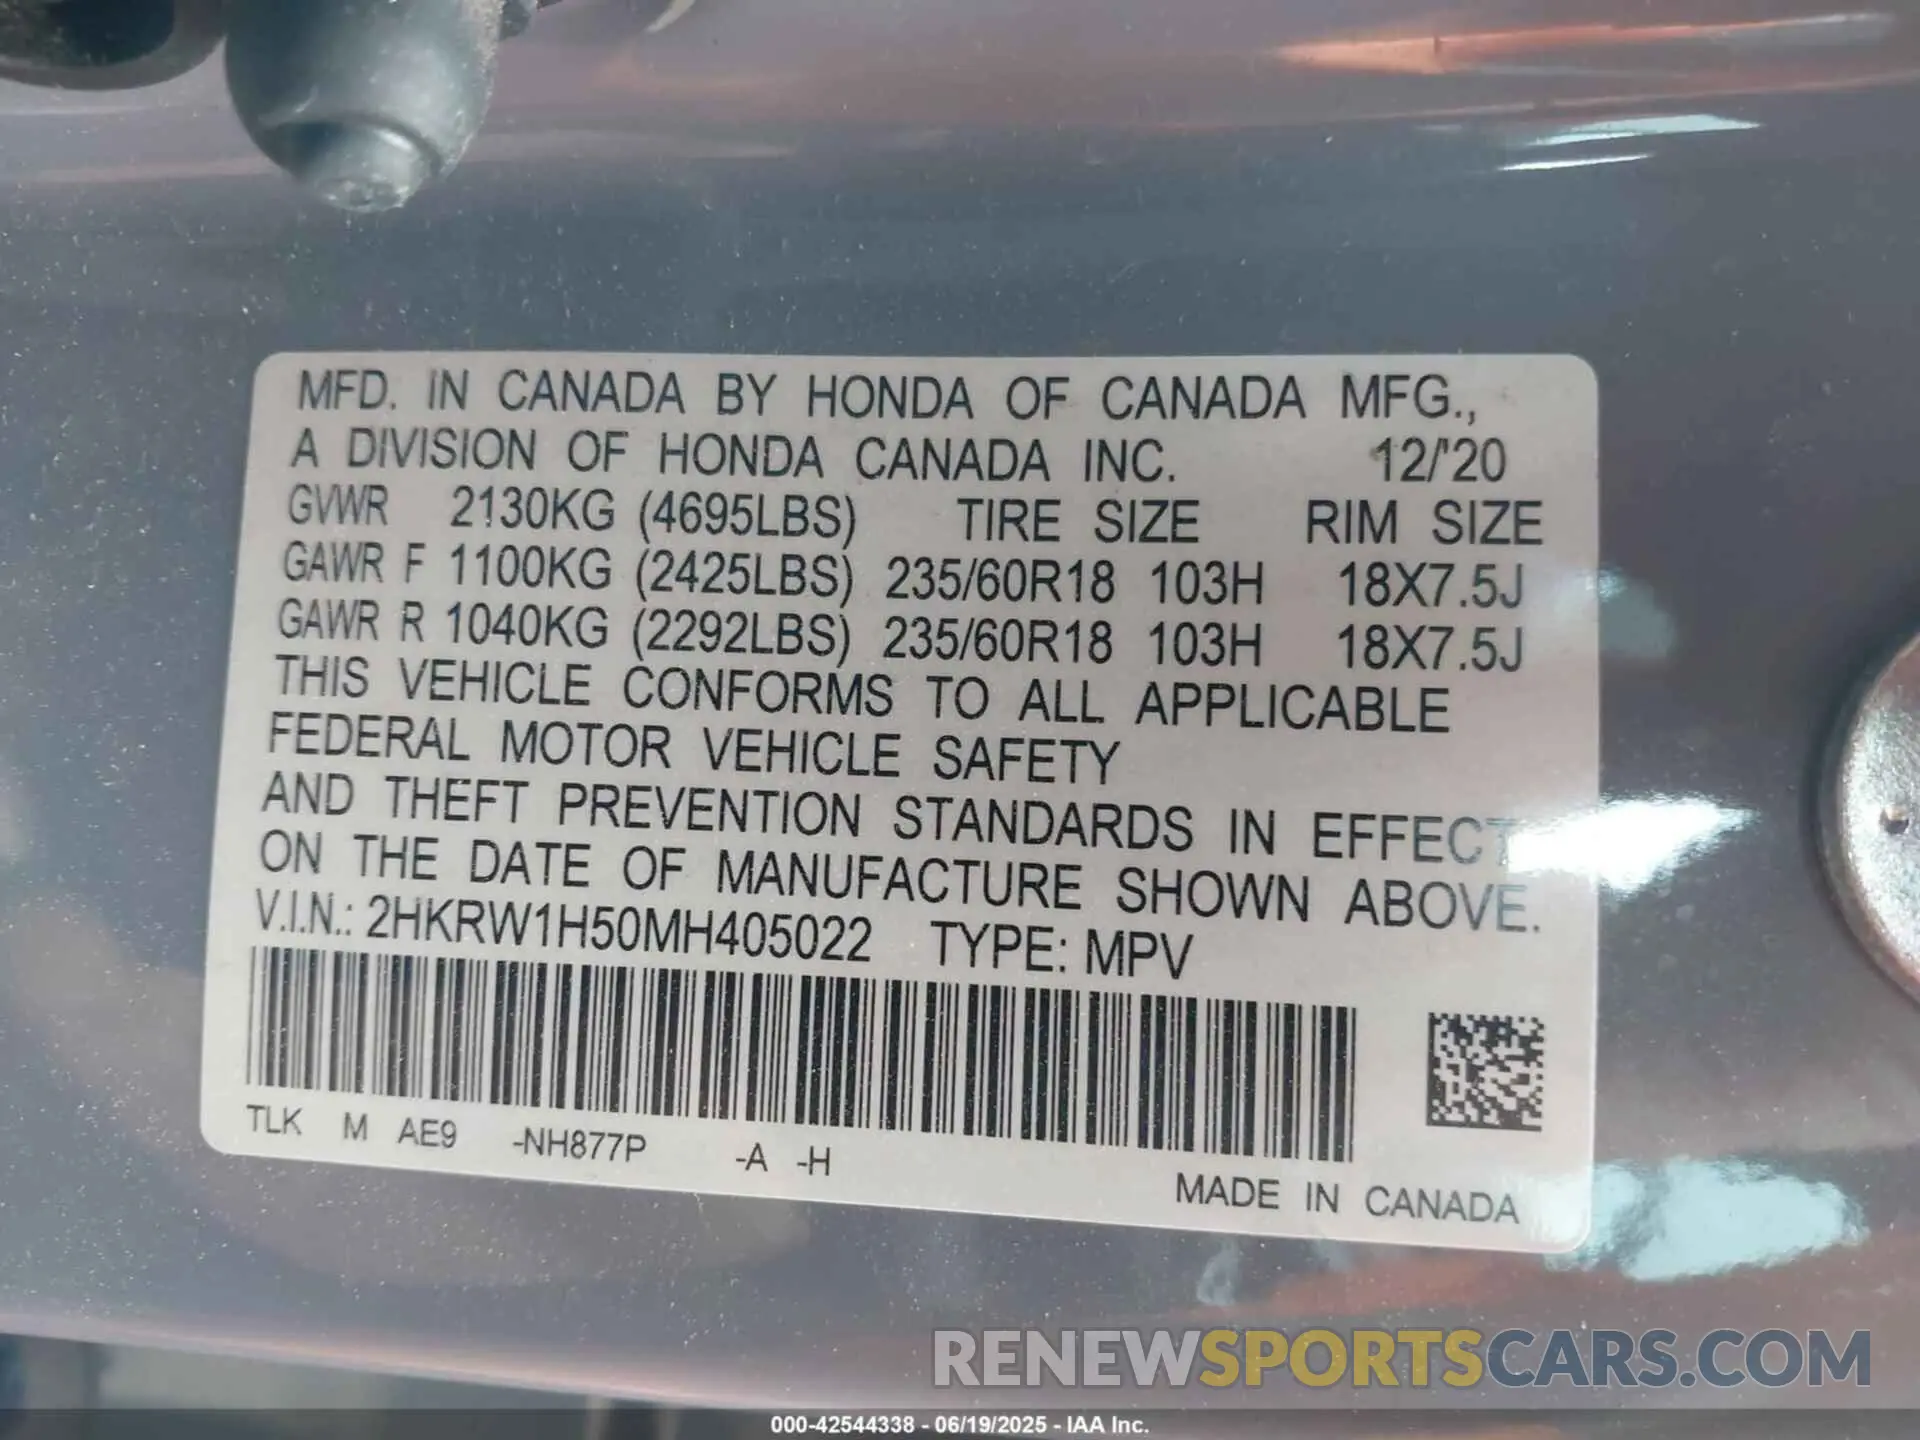 MFD. IN CANADA BY HONDA OF CANADA MFG.,
A DIVISION OF HONDA CANADA INC. 12/'20
GVWR 2130KG (4695LBS) TIRE SIZE RIM SIZE
GAWR F 1100KG (2425LBS) 235/60R18 103H 18X7.5J
GAWR R 1040KG (2292LBS) 235/60R18 103H 18X7.5J
THIS VEHICLE CONFORMS TO ALL APPLICABLE
FEDERAL MOTOR VEHICLE SAFETY
AND THEFT PREVENTION STANDARDS IN EFFECT
ON THE DATE OF MANUFACTURE SHOWN ABOVE.
V.I.N.: 2HKRW1H50MH405022 TYPE: MPV
TLK M AE9 -NH877P -A -H
MADE IN CANADA
RENEWSPORTSCARS.COM
000-42544338 - 06/19/2025 - IAA Inc.